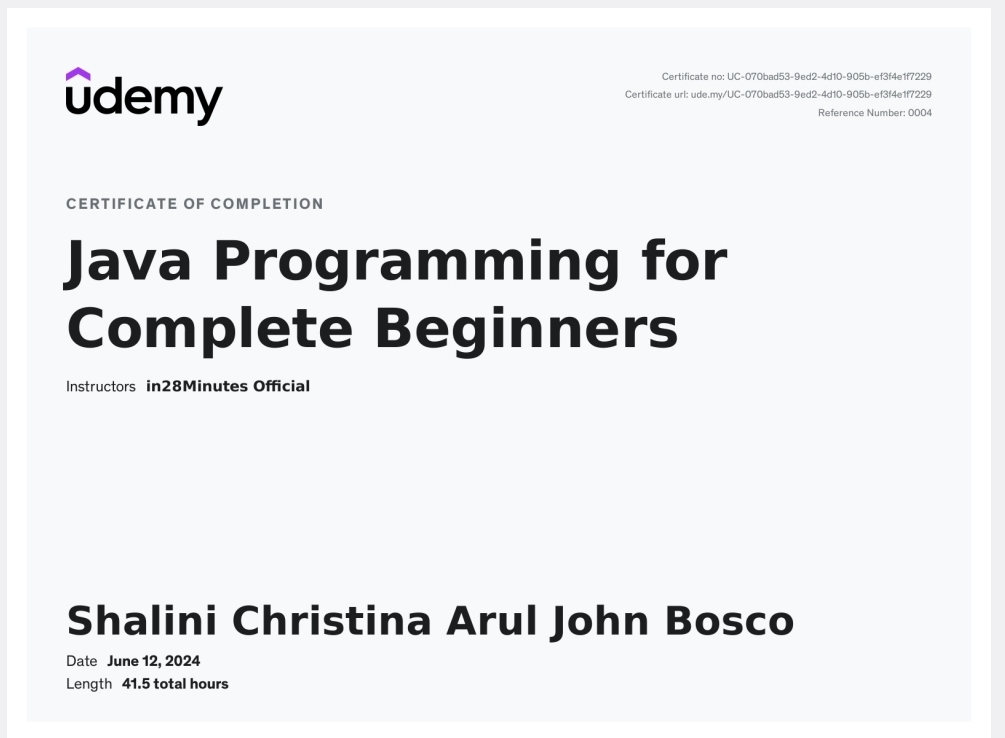 udemy
Certificate no: UC-070bad53-9ed2-4d10-905b-ef3f4e1f7229
Certificate url: ude.my/UC-070bad53-9ed2-4d10-905b-ef3f4e1f7229
Reference Number: 0004
CERTIFICATE OF COMPLETION
Java Programming for
Complete Beginners
Instructors in28Minutes Official
Shalini Christina Arul John Bosco
Date June 12, 2024
Length 41.5 total hours